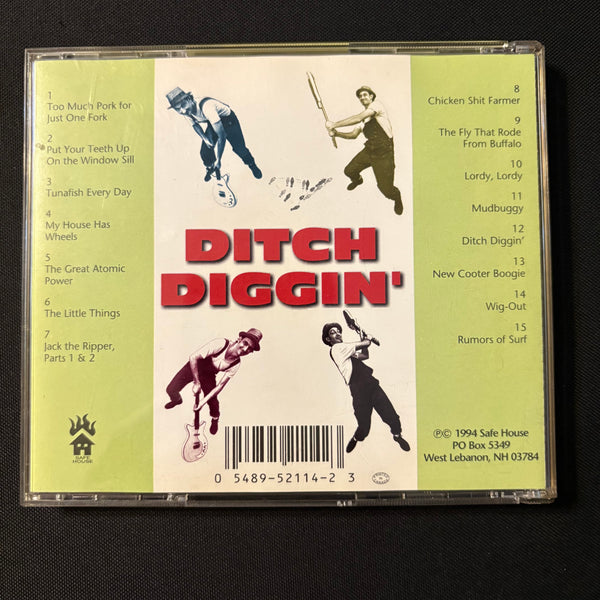 1
Too Much Pork for
Just One Fork
2
Put Your Teeth Up
On the Window Sill
3
Tunafish Every Day
4
My House Has
Wheels
5
The Great Atomic
Power
6
The Little Things
7
Jack the Ripper,
Parts 1 & 2
SAFE
HOUSE
DITCH
DIGGIN'
0 5489-52114-2 3
8
Chicken Shit Farmer
9
The Fly That Rode
From Buffalo
10
Lordy, Lordy
11
Mudbuggy
12
Ditch Diggin'
13
New Cooter Boogie
14
Wig-Out
15
Rumors of Surf
℗© 1994 Safe House
PO Box 5349
West Lebanon, NH 03784